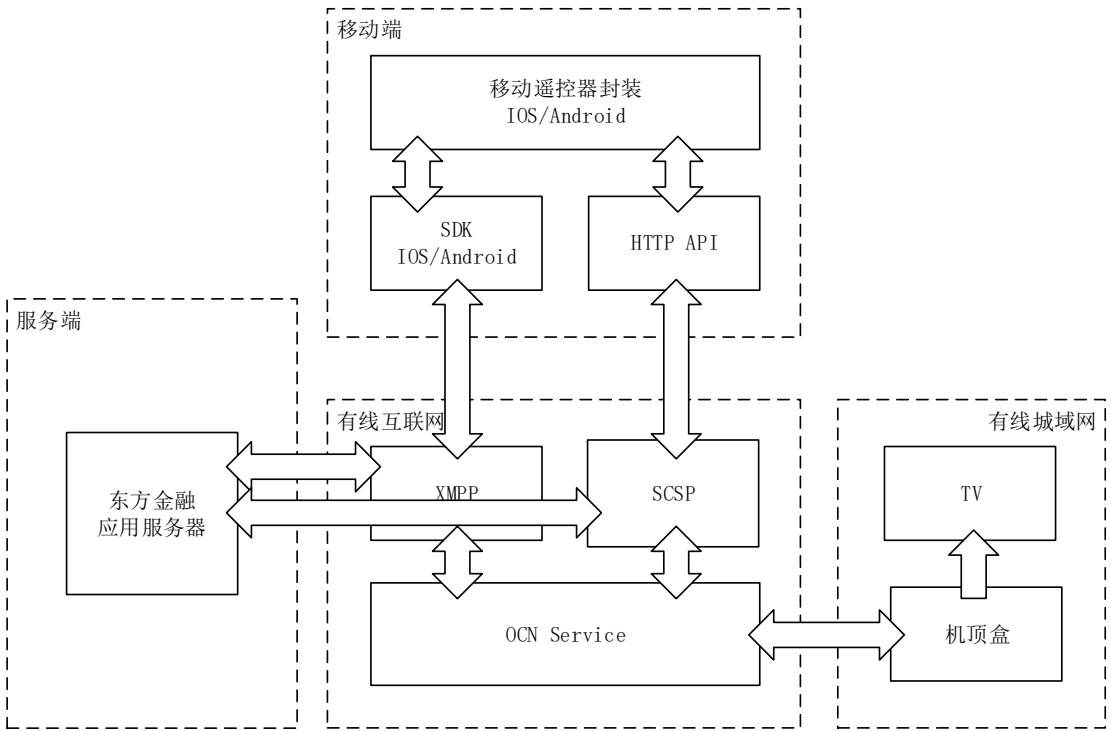 移动端
移动遥控器封装
IOS/Android
SDK
IOS/Android
HTTP API
服务端
东方金融
应用服务器
有线互联网
XMPP
SCSP
OCN Service
有线城域网
TV
机顶盒